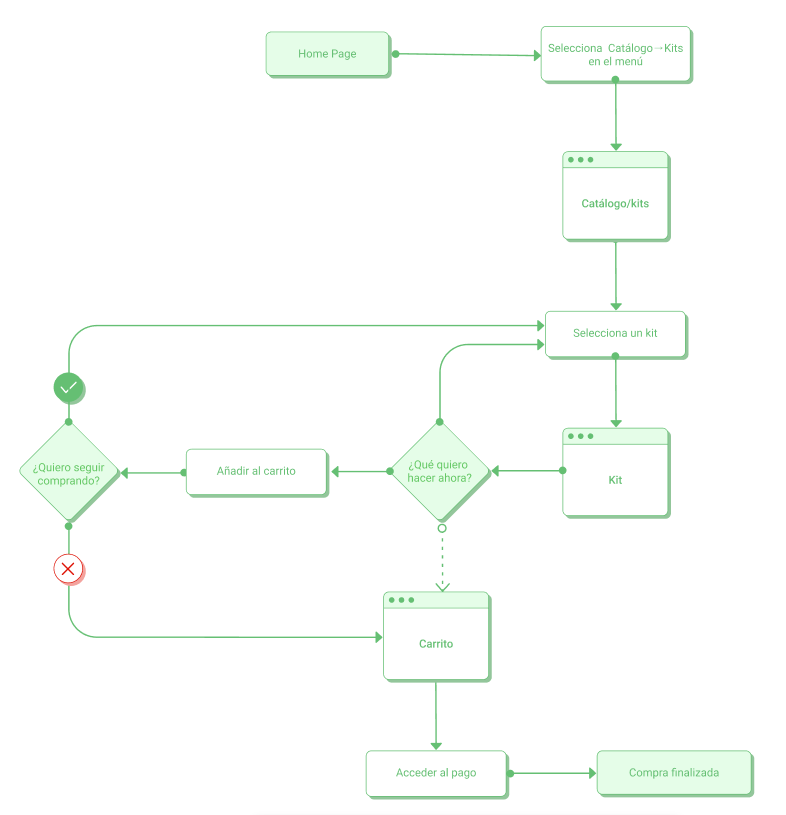 Home Page
Selecciona Catálogo→Kits
en el menú
Catálogo/kits
Selecciona un kit
¿Quiero seguir
comprando?
Añadir al carrito
¿Qué quiero
hacer ahora?
Kit
Carrito
Acceder al pago
Compra finalizada